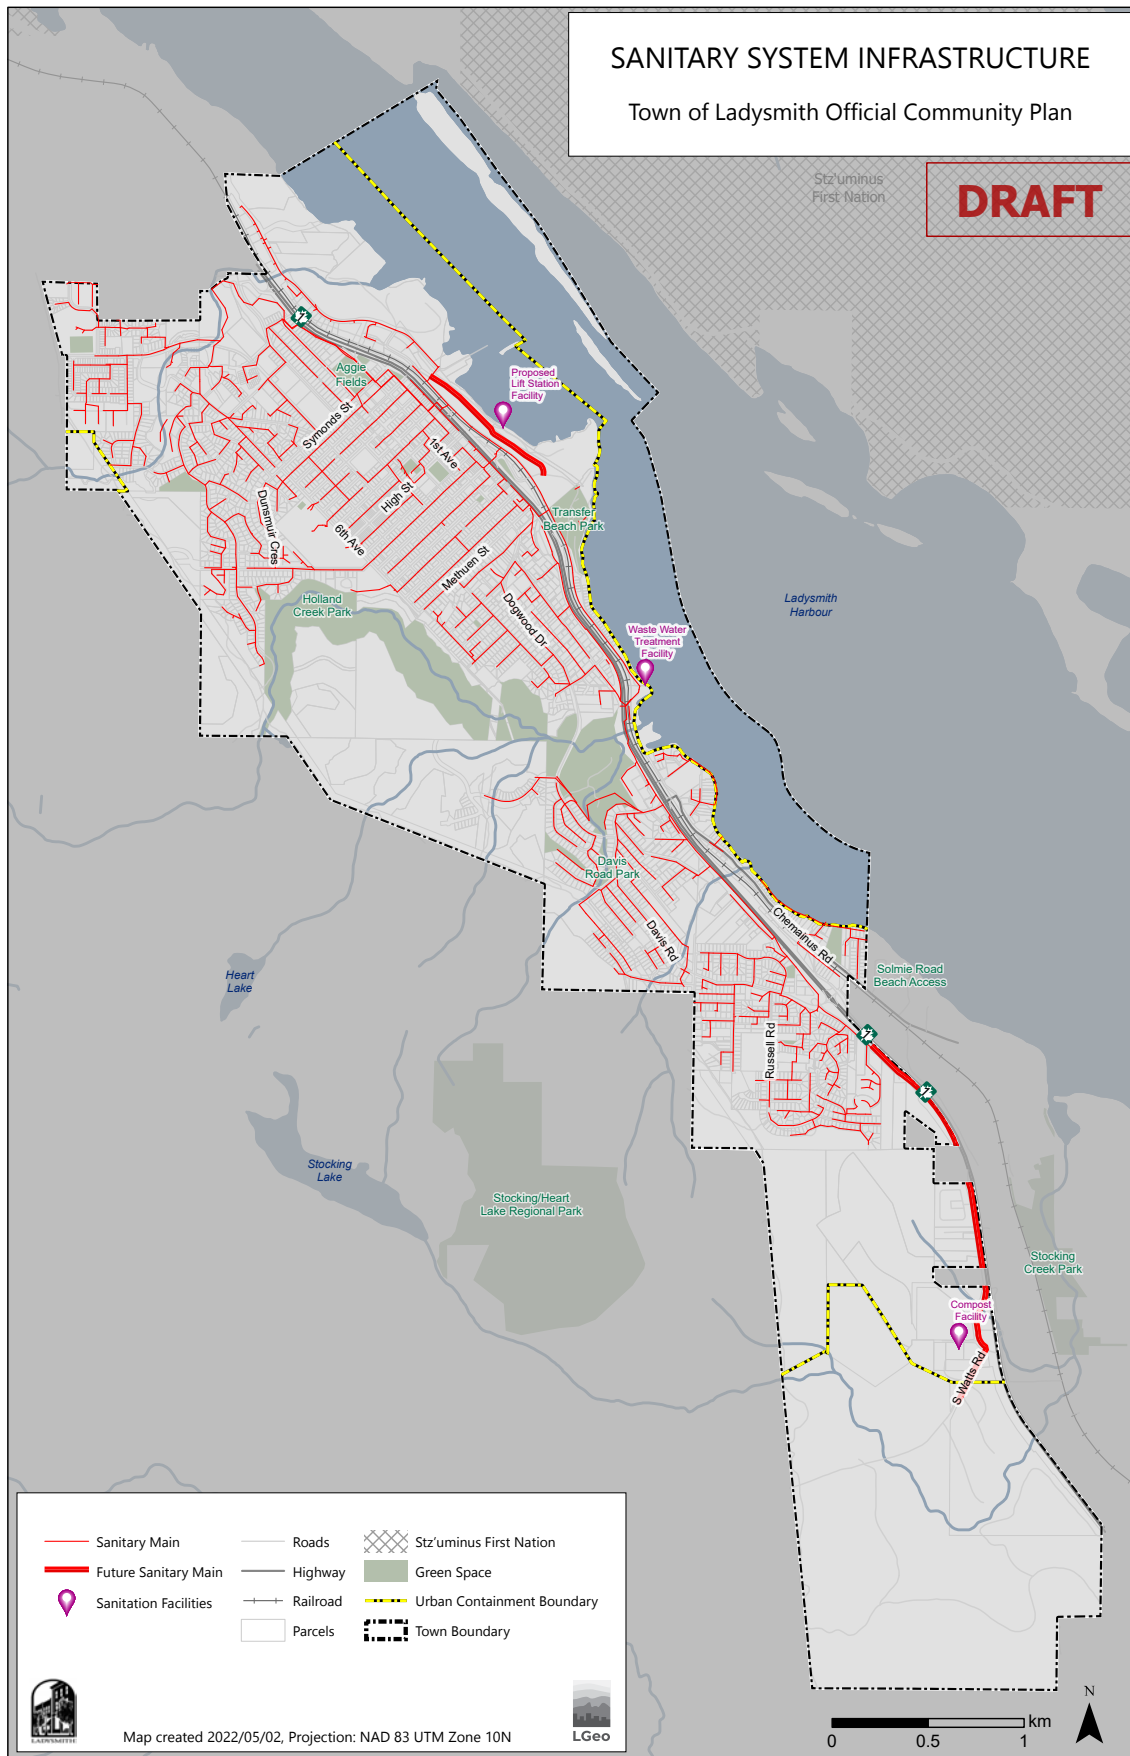 SANITARY SYSTEM INFRASTRUCTURE
Town of Ladysmith Official Community Plan
Stz'uminus
First Nation
DRAFT
1
Proposed
Lift Station
Facility
Aggie
Fields
Symonds St
1st Ave
High St
6th Ave
Dunsmuir Cres
Methuen St
Transfer
Beach Park
Holland
Creek Park
Dogwood Dr
Ladysmith
Harbour
Waste Water
Treatment
Facility
Davis
Road Park
Davis Rd
Chemainus Rd
Solmie Road
Beach Access
Heart
Lake
Russell Rd
1
1
Stocking
Lake
Stocking/Heart
Lake Regional Park
Stocking
Creek Park
Compost
Facility
S Watts Rd
Sanitary Main
Future Sanitary Main
Sanitation Facilities
Roads
Highway
Railroad
Parcels
Stz'uminus First Nation
Green Space
Urban Containment Boundary
Town Boundary
LADYSMITH
Map created 2022/05/02, Projection: NAD 83 UTM Zone 10N
LGeo
N
km
0 0.5 1